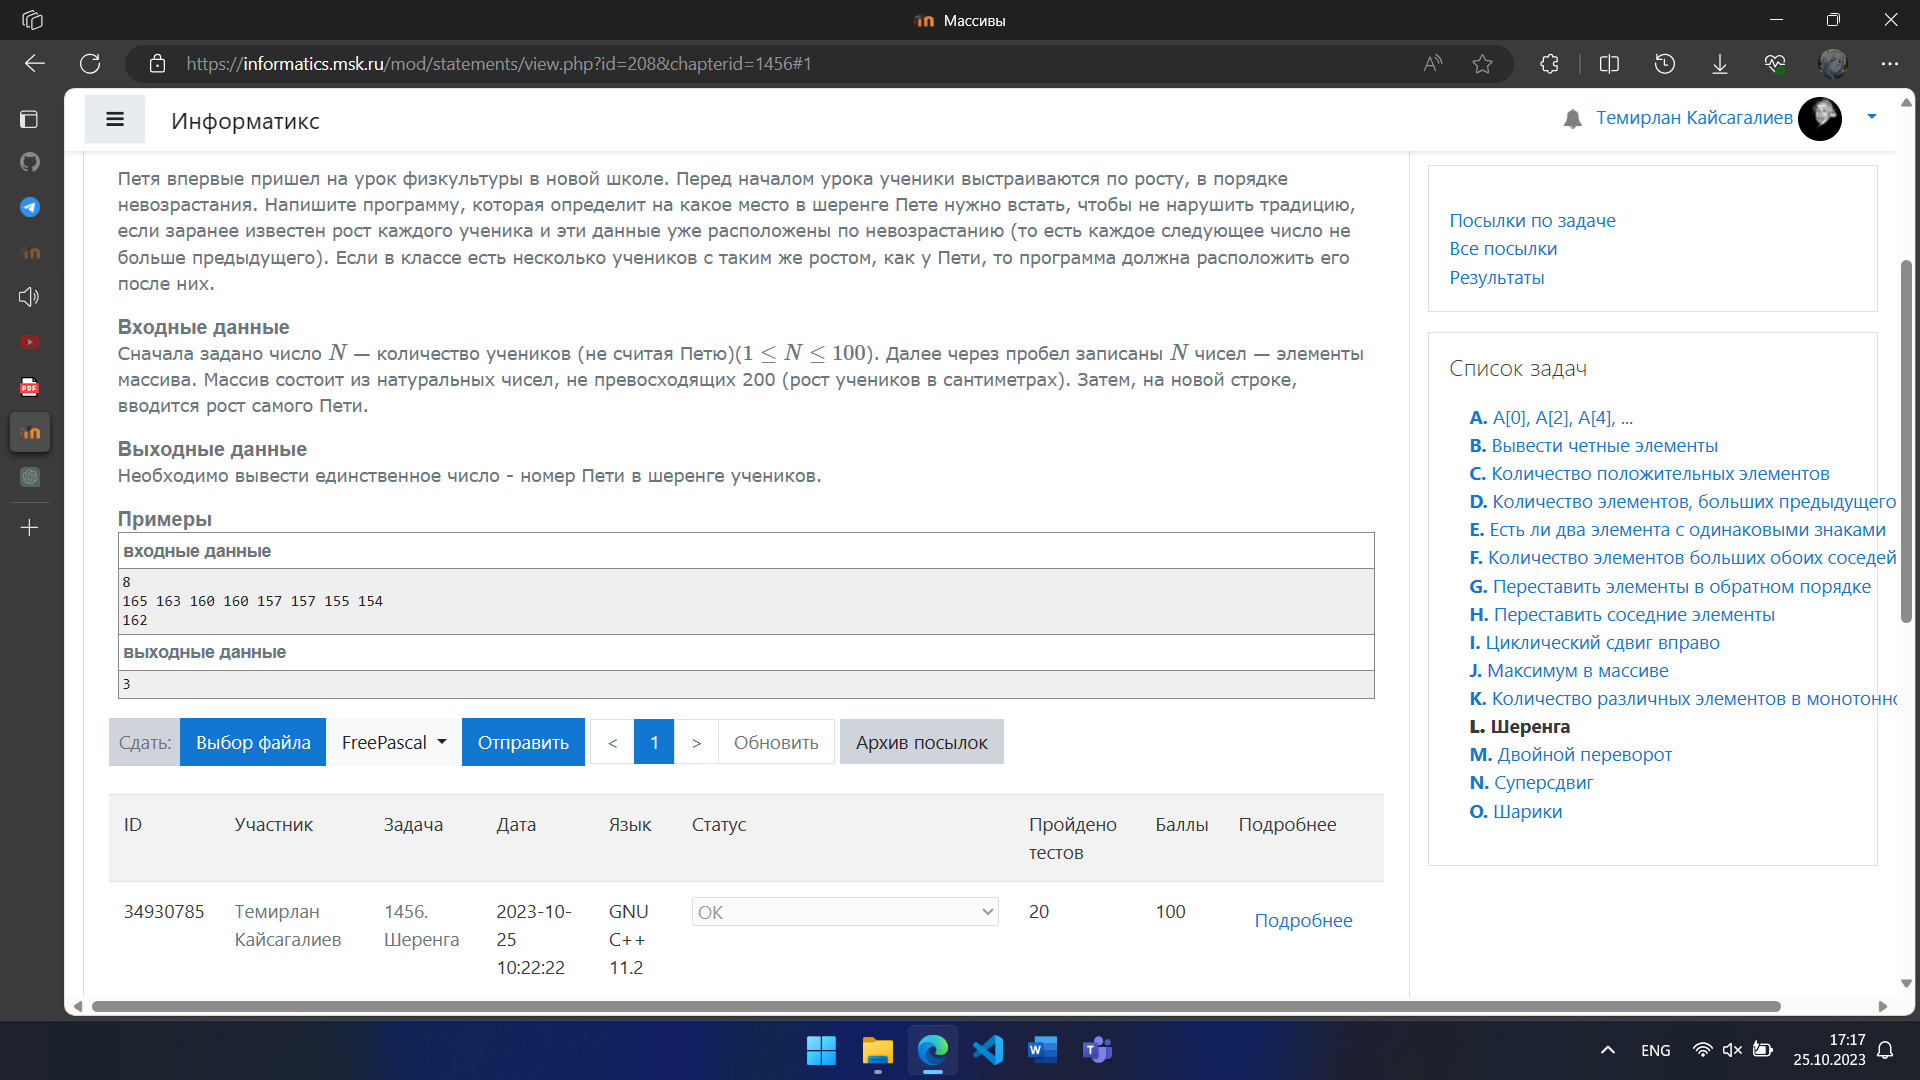 Массивы
https://informatics.msk.ru/mod/statements/view.php?id=208&chapterid=1456#1
Информатикс
Темирлан Кайсагалиев
Петя впервые пришел на урок физкультуры в новой школе. Перед началом урока ученики выстраиваются по росту, в порядке
невозрастания. Напишите программу, которая определит на какое место в шеренге Пете нужно встать, чтобы не нарушить традицию,
если заранее известен рост каждого ученика и эти данные уже расположены по невозрастанию (то есть каждое следующее число не
больше предыдущего). Если в классе есть несколько учеников с таким же ростом, как у Пети, то программа должна расположить его
после них.
Входные данные
Сначала задано число N — количество учеников (не считая Петю)(1 ≤ N ≤ 100). Далее через пробел записаны N чисел — элементы
массива. Массив состоит из натуральных чисел, не превосходящих 200 (рост учеников в сантиметрах). Затем, на новой строке,
вводится рост самого Пети.
Выходные данные
Необходимо вывести единственное число - номер Пети в шеренге учеников.
Примеры
входные данные
8
165 163 160 160 157 157 155 154
162
выходные данные
3
Сдать: Выбор файла FreePascal Отправить < 1 > Обновить Архив посылок
ID Участник Задача Дата Язык Статус Пройдено тестов Баллы Подробнее
34930785 Темирлан Кайсагалиев 1456. Шеренга 2023-10-25 10:22:22 GNU C++ 11.2 OK 20 100 Подробнее
Посылки по задаче
Все посылки
Результаты
Список задач
A. A[0], A[2], A[4], ...
B. Вывести четные элементы
C. Количество положительных элементов
D. Количество элементов, больших предыдущего
E. Есть ли два элемента с одинаковыми знаками
F. Количество элементов больших обоих соседей
G. Переставить элементы в обратном порядке
H. Переставить соседние элементы
I. Циклический сдвиг вправо
J. Максимум в массиве
K. Количество различных элементов в монотонно
L. Шеренга
M. Двойной переворот
N. Суперсдвиг
O. Шарики
PDF
ENG
17:17
25.10.2023